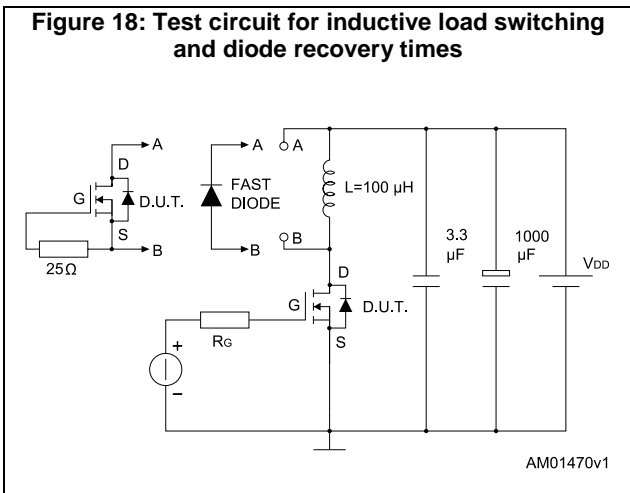 Figure 18: Test circuit for inductive load switching
and diode recovery times
A
D
G
D.U.T.
S
B
25Ω
A
FAST
DIODE
B
A
L=100 µH
B
D
G
D.U.T.
S
RG
+
-
3.3
µF
1000
µF
VDD
AM01470v1